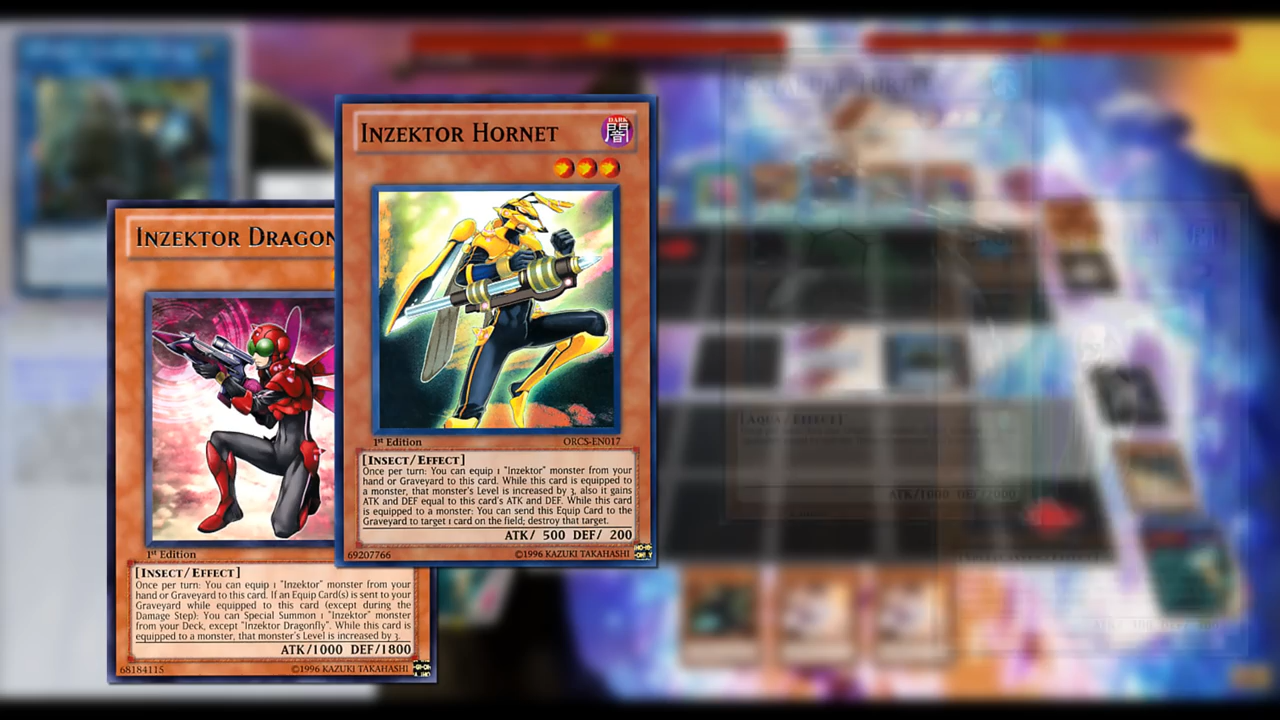 INZEKTOR HORNET
DARK
闇
1st Edition
ORCS-EN017
[INSECT/EFFECT]
Once per turn: You can equip 1 "Inzektor" monster from your
hand or Graveyard to this card. While this card is equipped to
a monster, that monster's Level is increased by 3, also it gains
ATK and DEF equal to this card's ATK and DEF. While this card
is equipped to a monster: You can send this Equip Card to the
Graveyard to target 1 card on the field; destroy that target.
ATK/ 500 DEF/ 200
69207766
©1996 KAZUKI TAKAHASHI
INZEKTOR DRAGON
1st Edition
[INSECT/EFFECT]
Once per turn: You can equip 1 "Inzektor" monster from your
hand or Graveyard to this card. If an Equip Card(s) is sent to your
Graveyard while equipped to this card (except during the
Damage Step): You can Special Summon 1 "Inzektor" monster
from your Deck, except "Inzektor Dragonfly". While this card is
equipped to a monster, that monster's Level is increased by 3.
ATK/1000 DEF/1800
68184115
©1996 KAZUKI TAKAHASHI
[AQUA/EFFECT]
ATK/1000 DEF/2000